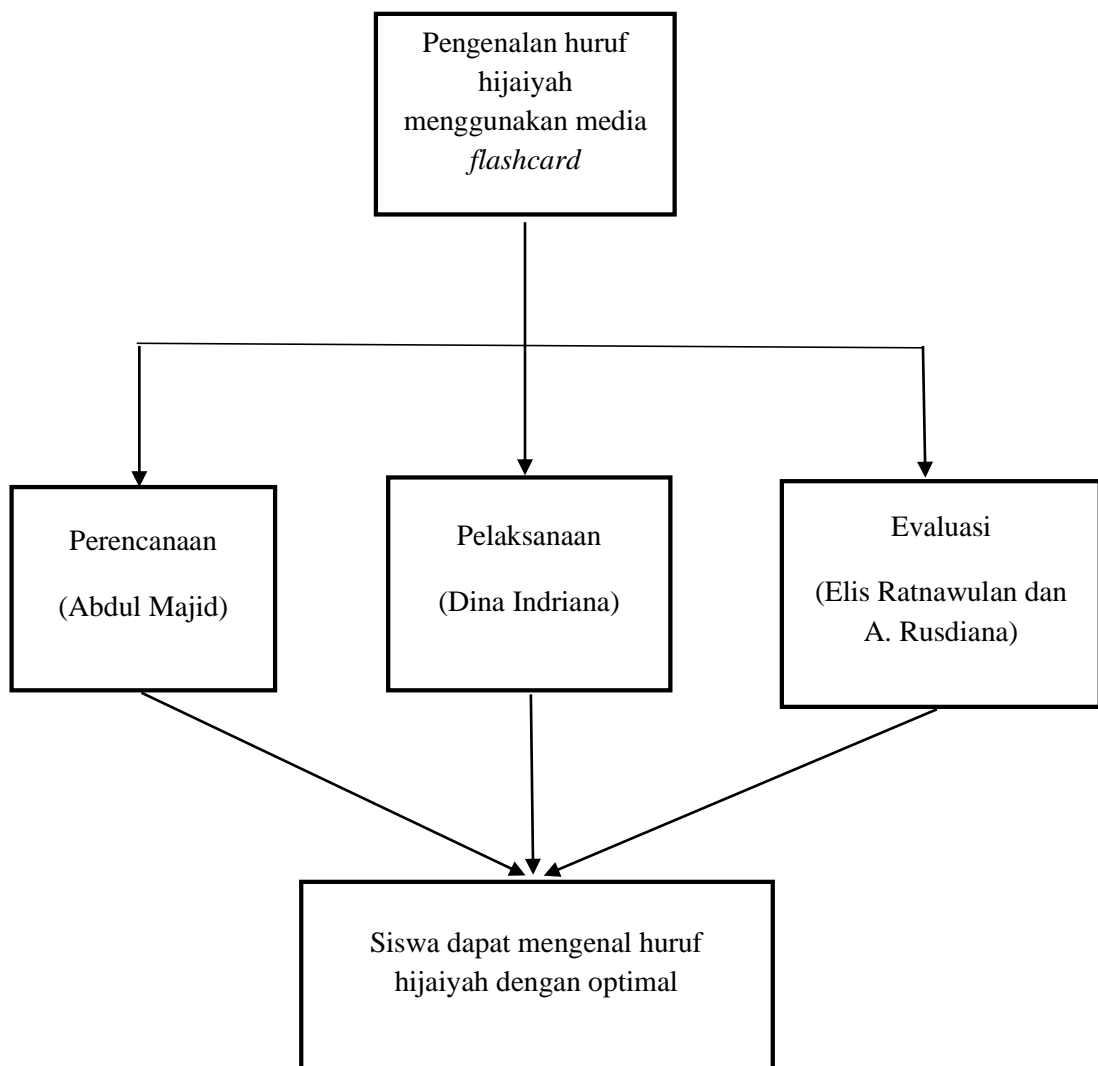 Pengenalan huruf
hijaiyah
menggunakan media
flashcard
Perencanaan
(Abdul Majid)
Pelaksanaan
(Dina Indriana)
Evaluasi
(Elis Ratnawulan dan
A. Rusdiana)
Siswa dapat mengenal huruf
hijaiyah dengan optimal